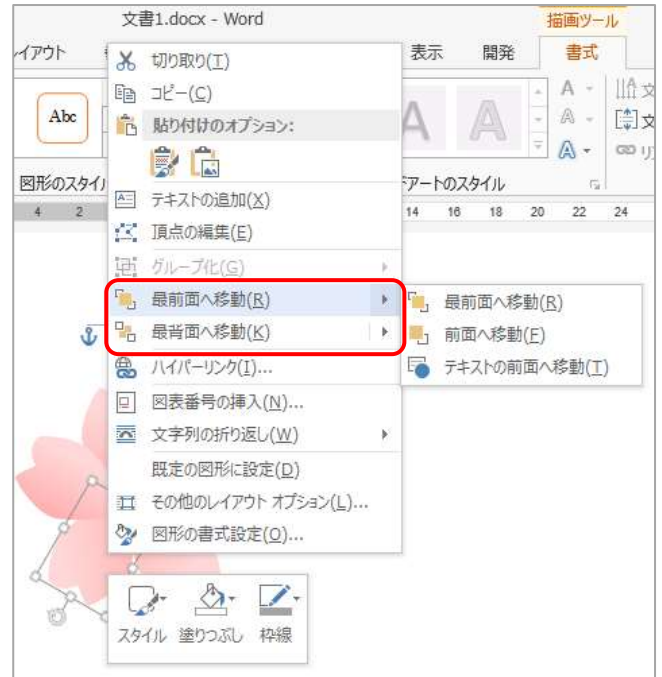 文書1.docx - Word
描画ツール
レイアウト
表示
開発
書式
Abc
A
A
A
A
A
文
文
図形のスタイル
ドアートのスタイル
4 2
14 16 18 20 22 24
切り取り(T)
コピー(C)
貼り付けのオプション:
テキストの追加(X)
頂点の編集(E)
グループ化(G)
最前面へ移動(R)
最背面へ移動(K)
ハイパーリンク(I)...
図表番号の挿入(N)...
文字列の折り返し(W)
既定の図形に設定(D)
その他のレイアウト オプション(L)...
図形の書式設定(O)...
最前面へ移動(R)
前面へ移動(F)
テキストの前面へ移動(T)
スタイル 塗りつぶし 枠線